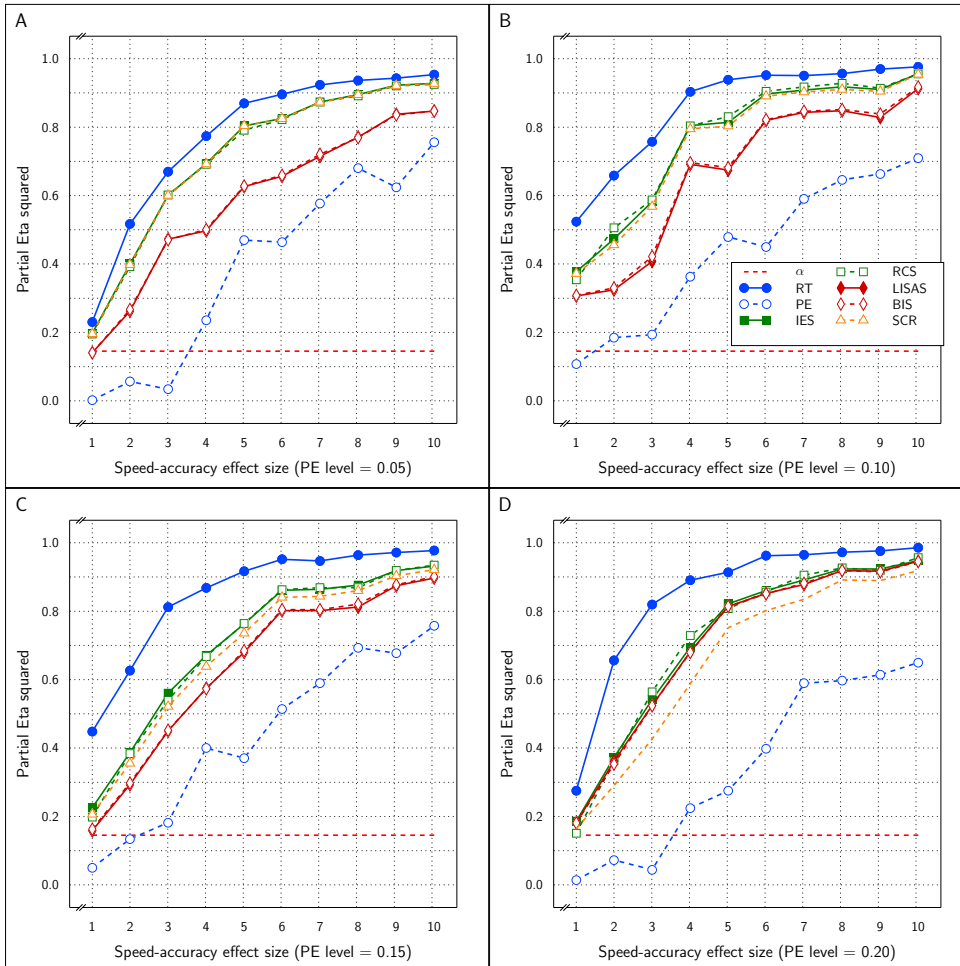 A
Partial Eta squared
1.0
0.8
0.6
0.4
0.2
0.0
1 2 3 4 5 6 7 8 9 10
Speed-accuracy effect size (PE level = 0.05)
B
Partial Eta squared
1.0
0.8
0.6
0.4
0.2
0.0
α RCS
RT LISAS
PE BIS
IES SCR
1 2 3 4 5 6 7 8 9 10
Speed-accuracy effect size (PE level = 0.10)
C
Partial Eta squared
1.0
0.8
0.6
0.4
0.2
0.0
1 2 3 4 5 6 7 8 9 10
Speed-accuracy effect size (PE level = 0.15)
D
Partial Eta squared
1.0
0.8
0.6
0.4
0.2
0.0
1 2 3 4 5 6 7 8 9 10
Speed-accuracy effect size (PE level = 0.20)